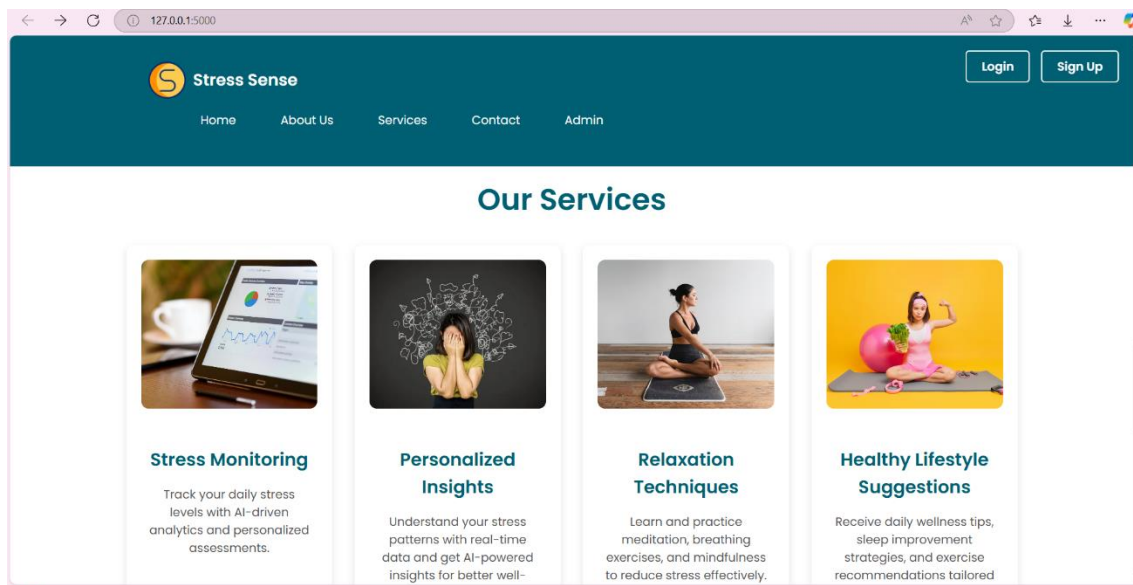 127.0.0.1:5000
Stress Sense
Login
Sign Up
Home
About Us
Services
Contact
Admin
Our Services
Stress Monitoring
Track your daily stress
levels with AI-driven
analytics and personalized
assessments.
Personalized
Insights
Understand your stress
patterns with real-time
data and get AI-powered
insights for better well-
Relaxation
Techniques
Learn and practice
meditation, breathing
exercises, and mindfulness
to reduce stress effectively.
Healthy Lifestyle
Suggestions
Receive daily wellness tips,
sleep improvement
strategies, and exercise
recommendations tailored